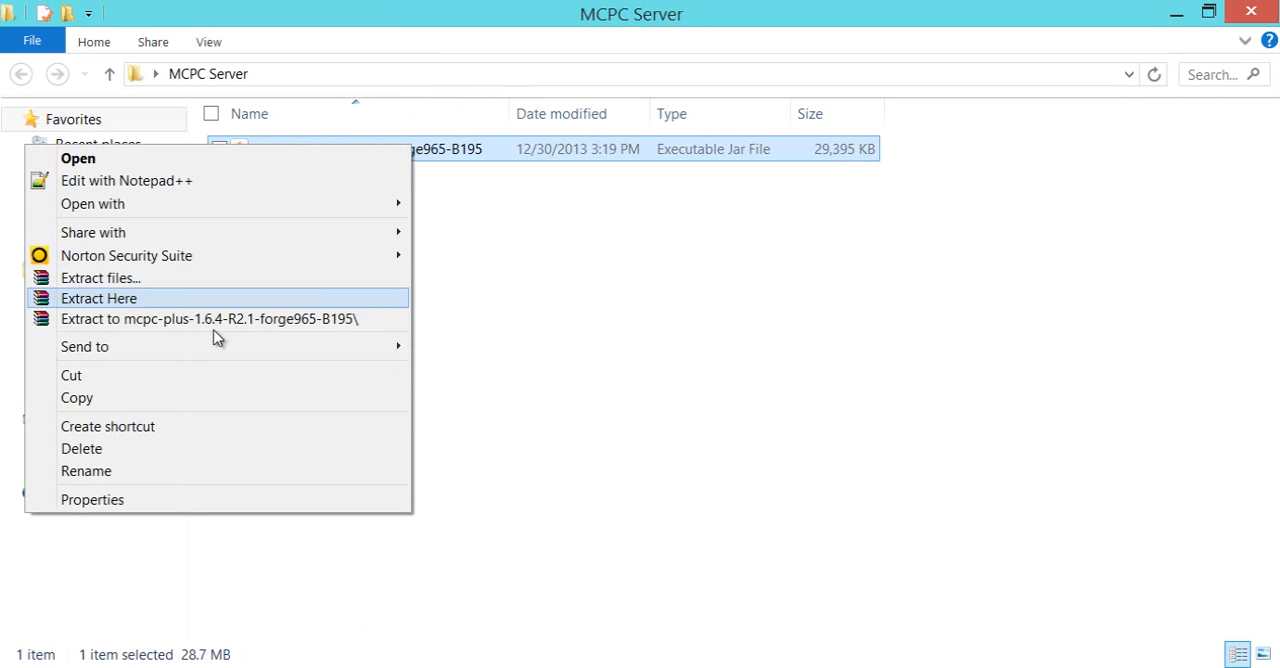 MCPC Server
File Home Share View
MCPC Server
Search...
Favorites
Name Date modified Type Size
rge965-B195 12/30/2013 3:19 PM Executable Jar File 29,395 KB
Open
Edit with Notepad++
Open with
Share with
Norton Security Suite
Extract files...
Extract Here
Extract to mcpc-plus-1.6.4-R2.1-forge965-B195\
Send to
Cut
Copy
Create shortcut
Delete
Rename
Properties
1 item 1 item selected 28.7 MB